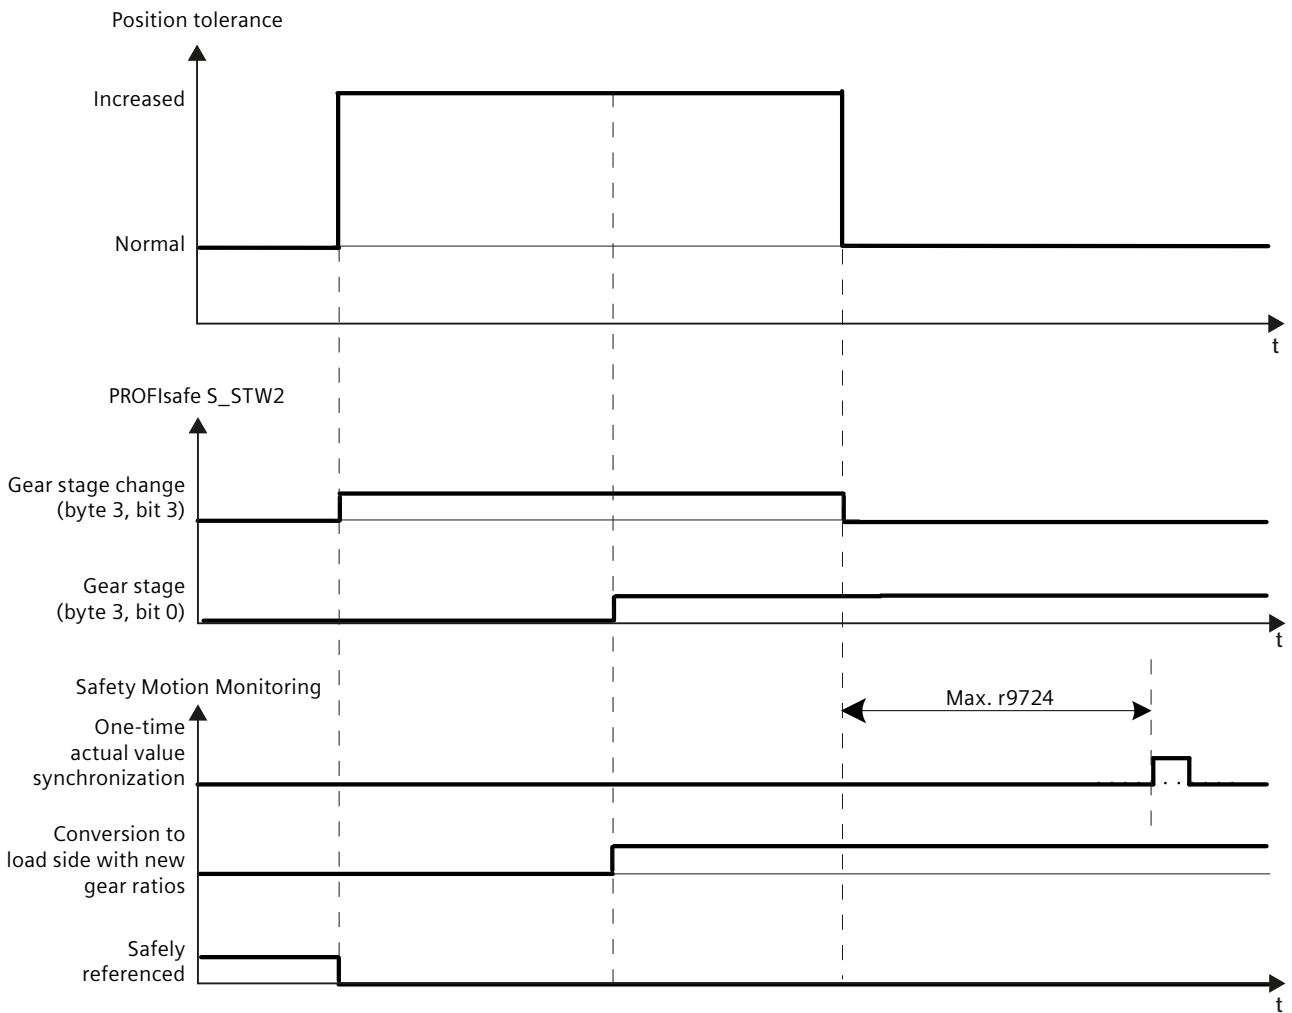 Position tolerance
Increased
Normal
t
PROFIsafe S_STW2
Gear stage change
(byte 3, bit 3)
Gear stage
(byte 3, bit 0)
t
Safety Motion Monitoring
Max. r9724
One-time
actual value
synchronization
Conversion to
load side with new
gear ratios
Safely
referenced
t